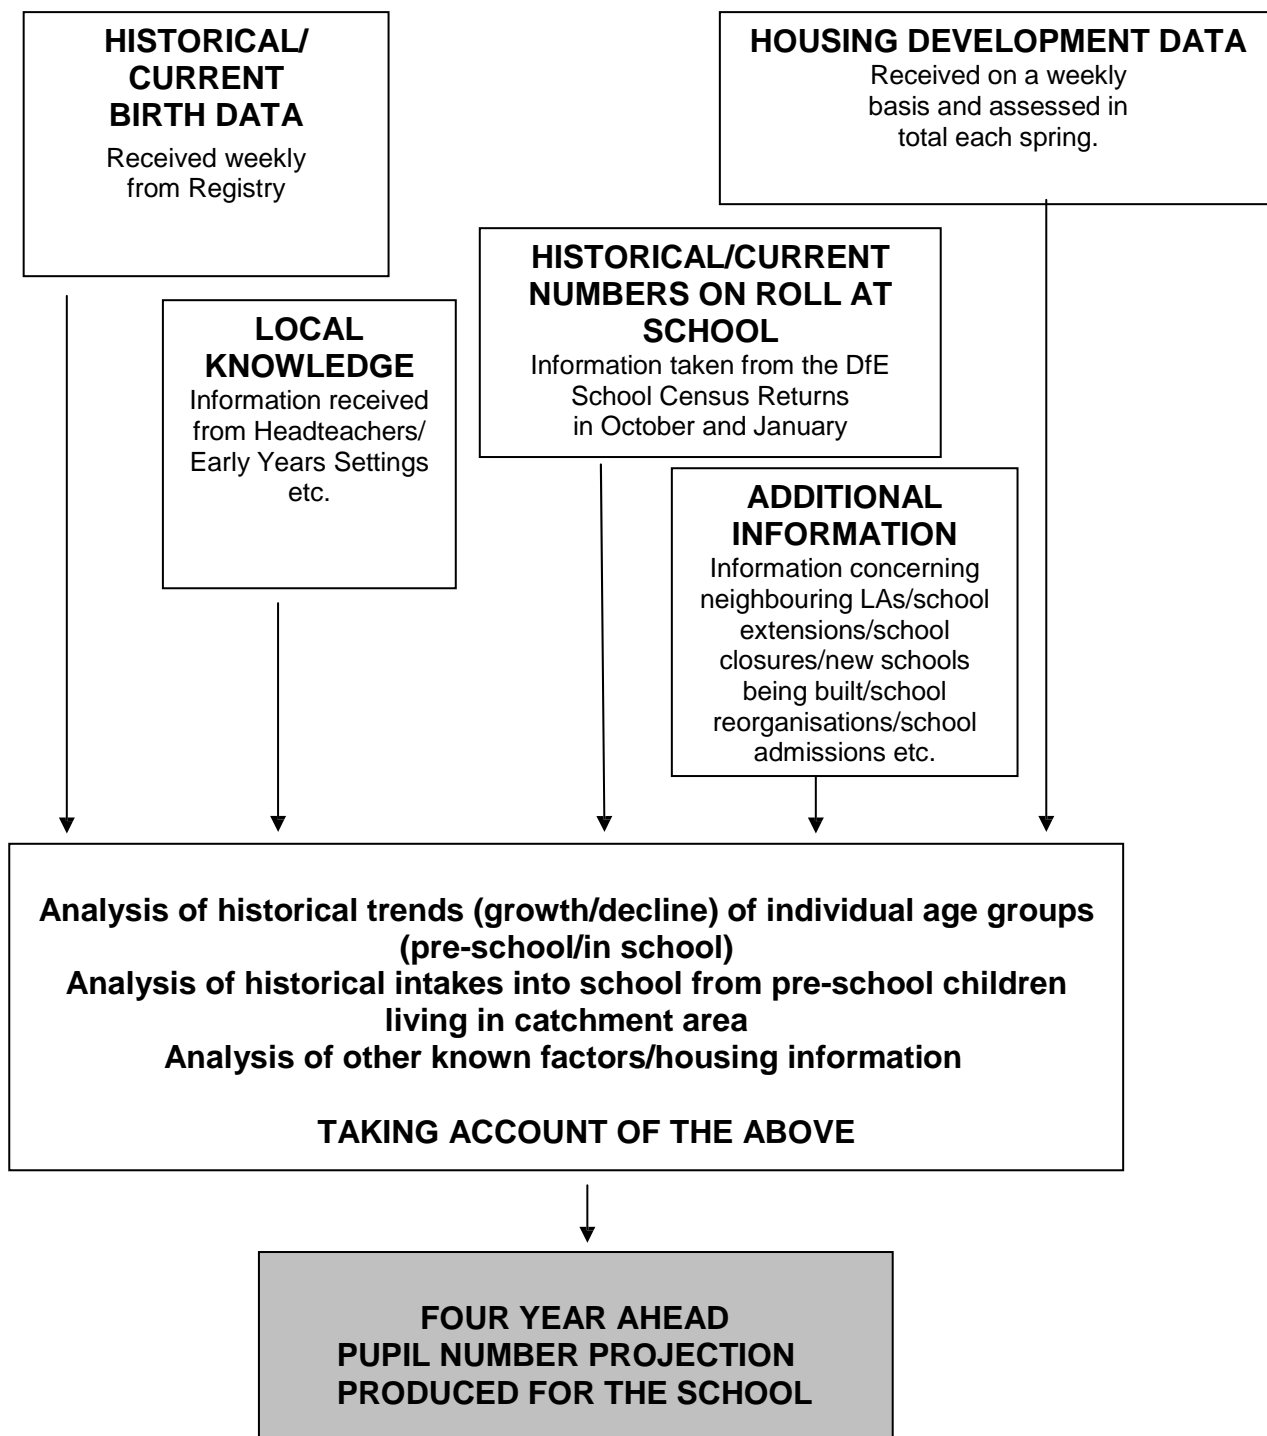 HISTORICAL/
CURRENT
BIRTH DATA
Received weekly
from Registry
HOUSING DEVELOPMENT DATA
Received on a weekly
basis and assessed in
total each spring.
LOCAL
KNOWLEDGE
Information received
from Headteachers/
Early Years Settings
etc.
HISTORICAL/CURRENT
NUMBERS ON ROLL AT
SCHOOL
Information taken from the DfE
School Census Returns
in October and January
ADDITIONAL
INFORMATION
Information concerning
neighbouring LAs/school
extensions/school
closures/new schools
being built/school
reorganisations/school
admissions etc.
Analysis of historical trends (growth/decline) of individual age groups
(pre-school/in school)
Analysis of historical intakes into school from pre-school children
living in catchment area
Analysis of other known factors/housing information
TAKING ACCOUNT OF THE ABOVE
FOUR YEAR AHEAD
PUPIL NUMBER PROJECTION
PRODUCED FOR THE SCHOOL